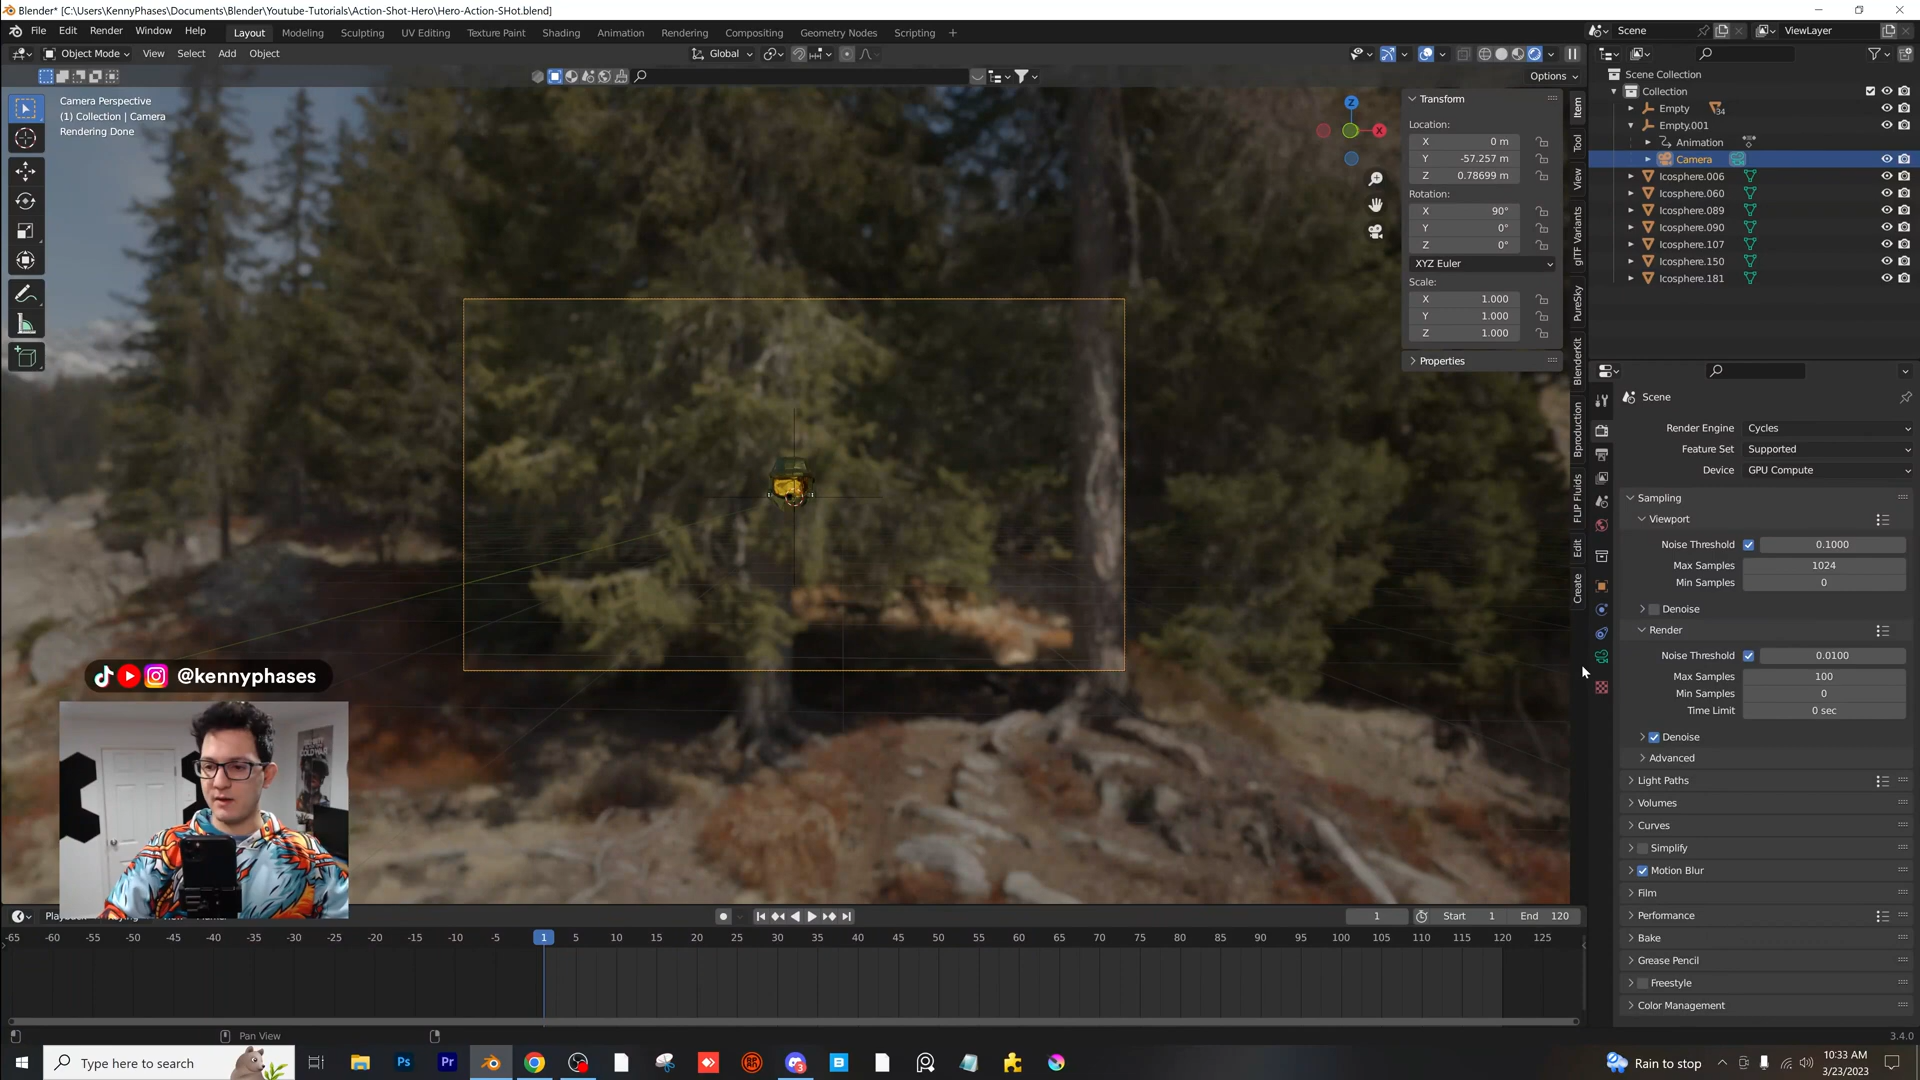 Blender* [C:\Users\KennyPhases\Documents\Blender\Youtube-Tutorials\Action-Shot-Hero\Hero-Action-SHot.blend]
File Edit Render Window Help Layout Modeling Sculpting UV Editing Texture Paint Shading Animation Rendering Compositing Geometry Nodes Scripting + Scene ViewLayer
Object Mode View Select Add Object Global
Options
Camera Perspective
(1) Collection | Camera
Rendering Done
Z
X
Transform
Location:
X 0 m
Y -57.257 m
Z 0.78699 m
Rotation:
X 90°
Y 0°
Z 0°
XYZ Euler
Scale:
X 1.000
Y 1.000
Z 1.000
Properties
Item
Tool
View
glTF Variants
PureSky
BlenderKit
Bproduction
FLIP Fluids
Edit
Create
Scene Collection
Collection
Empty 34
Empty.001
Animation
Camera
Icosphere.006
Icosphere.060
Icosphere.089
Icosphere.090
Icosphere.107
Icosphere.150
Icosphere.181
Scene
Render Engine Cycles
Feature Set Supported
Device GPU Compute
Sampling
Viewport
Noise Threshold 0.1000
Max Samples 1024
Min Samples 0
Denoise
Render
Noise Threshold 0.0100
Max Samples 100
Min Samples 0
Time Limit 0 sec
Denoise
Advanced
Light Paths
Volumes
Curves
Simplify
Motion Blur
Film
Performance
Bake
Grease Pencil
Freestyle
Color Management
@kennyphases
COLD WAR
1 Start 1 End 120
-65 -60 -55 -50 -45 -40 -35 -30 -25 -20 -15 -10 -5 1 5 10 15 20 25 30 35 40 45 50 55 60 65 70 75 80 85 90 95 100 105 110 115 120 125
Pan View 3.4.0
Type here to search Ps Pr 3 B Rain to stop 10:33 AM
3/23/2023